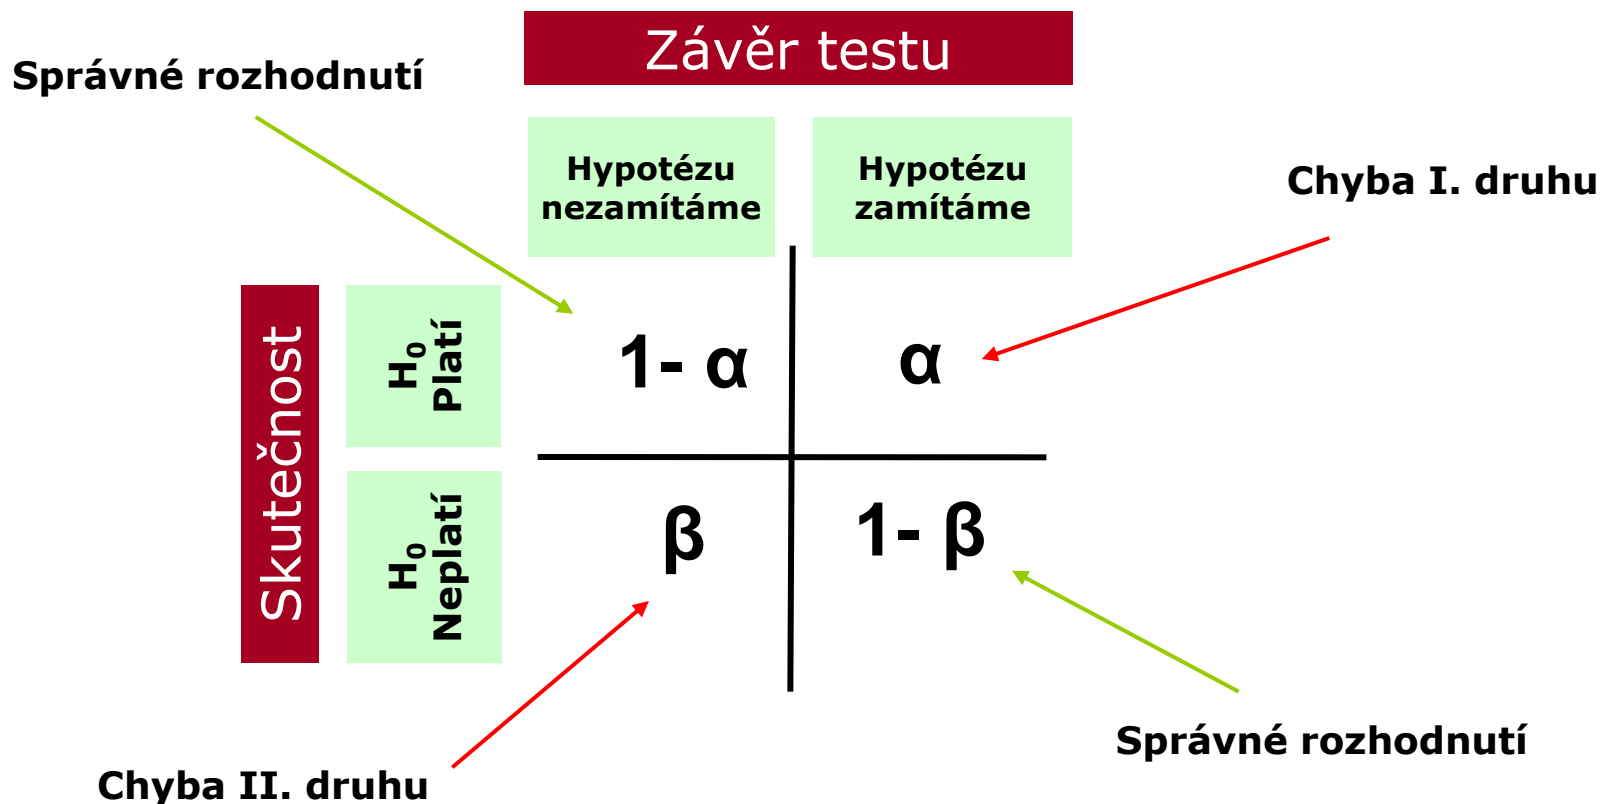 Závěr testu
Správné rozhodnutí
Hypotézu
nezamítáme
Hypotézu
zamítáme
Chyba I. druhu
Skutečnost
H₀
Platí
1- α
α
H₀
Neplatí
β
1- β
Správné rozhodnutí
Chyba II. druhu